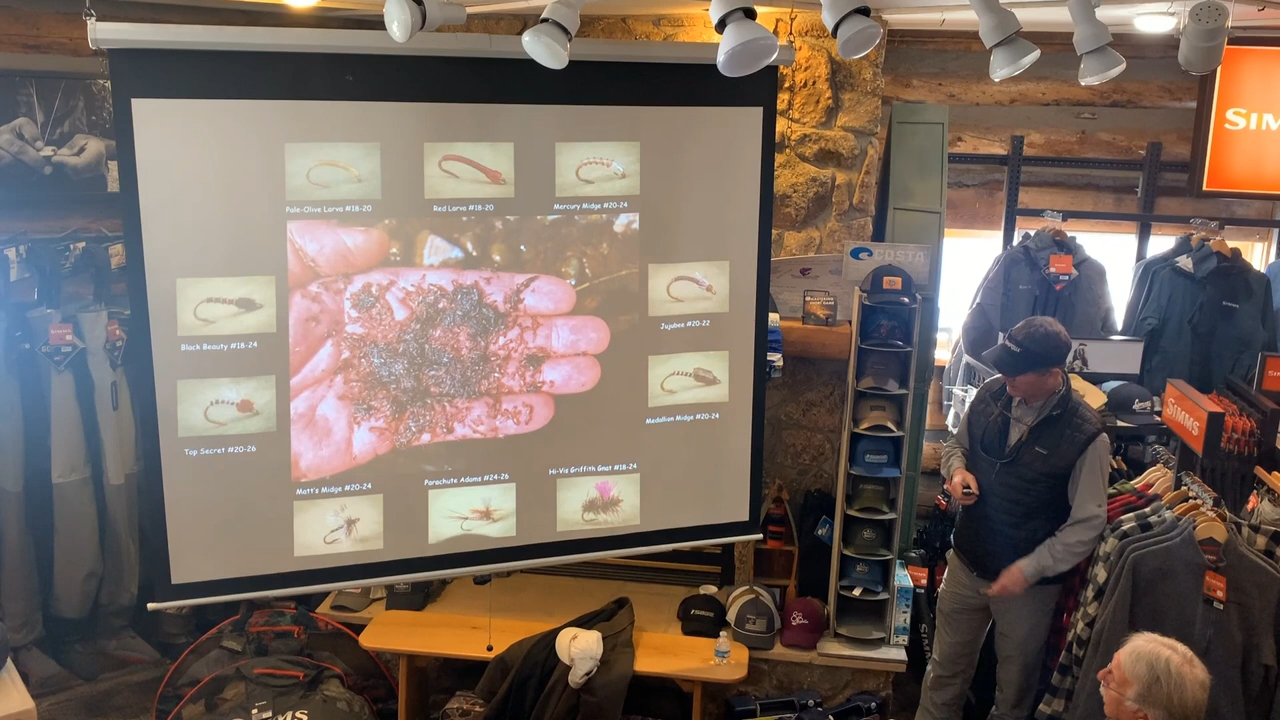 Pale-Olive Larva #18-20
Red Larva #18-20
Mercury Midge #20-24
Black Beauty #18-24
Jujubee #20-22
Top Secret #20-26
Medallion Midge #20-24
Matt's Midge #20-24
Parachute Adams #24-26
Hi-Vis Griffith Gnat #18-24
COSTA
SIMMS
SIMMS